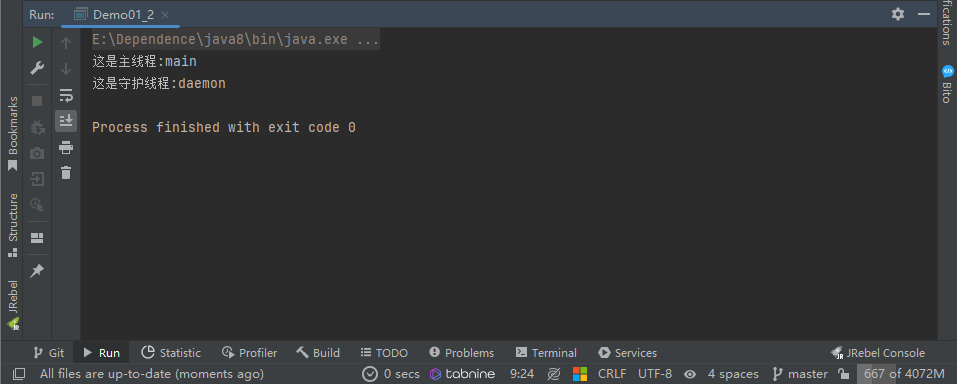 Run: Demo01_2
E:\Dependence\java8\bin\java.exe ...
这是主线程:main
这是守护线程:daemon
Process finished with exit code 0
Bookmarks
Structure
JRebel
fications
Bito
Git Run Statistic Profiler Build TODO Problems Terminal Services JRebel Console
All files are up-to-date (moments ago) 0 secs tabnine 9:24 CRLF UTF-8 4 spaces master 667 of 4072M